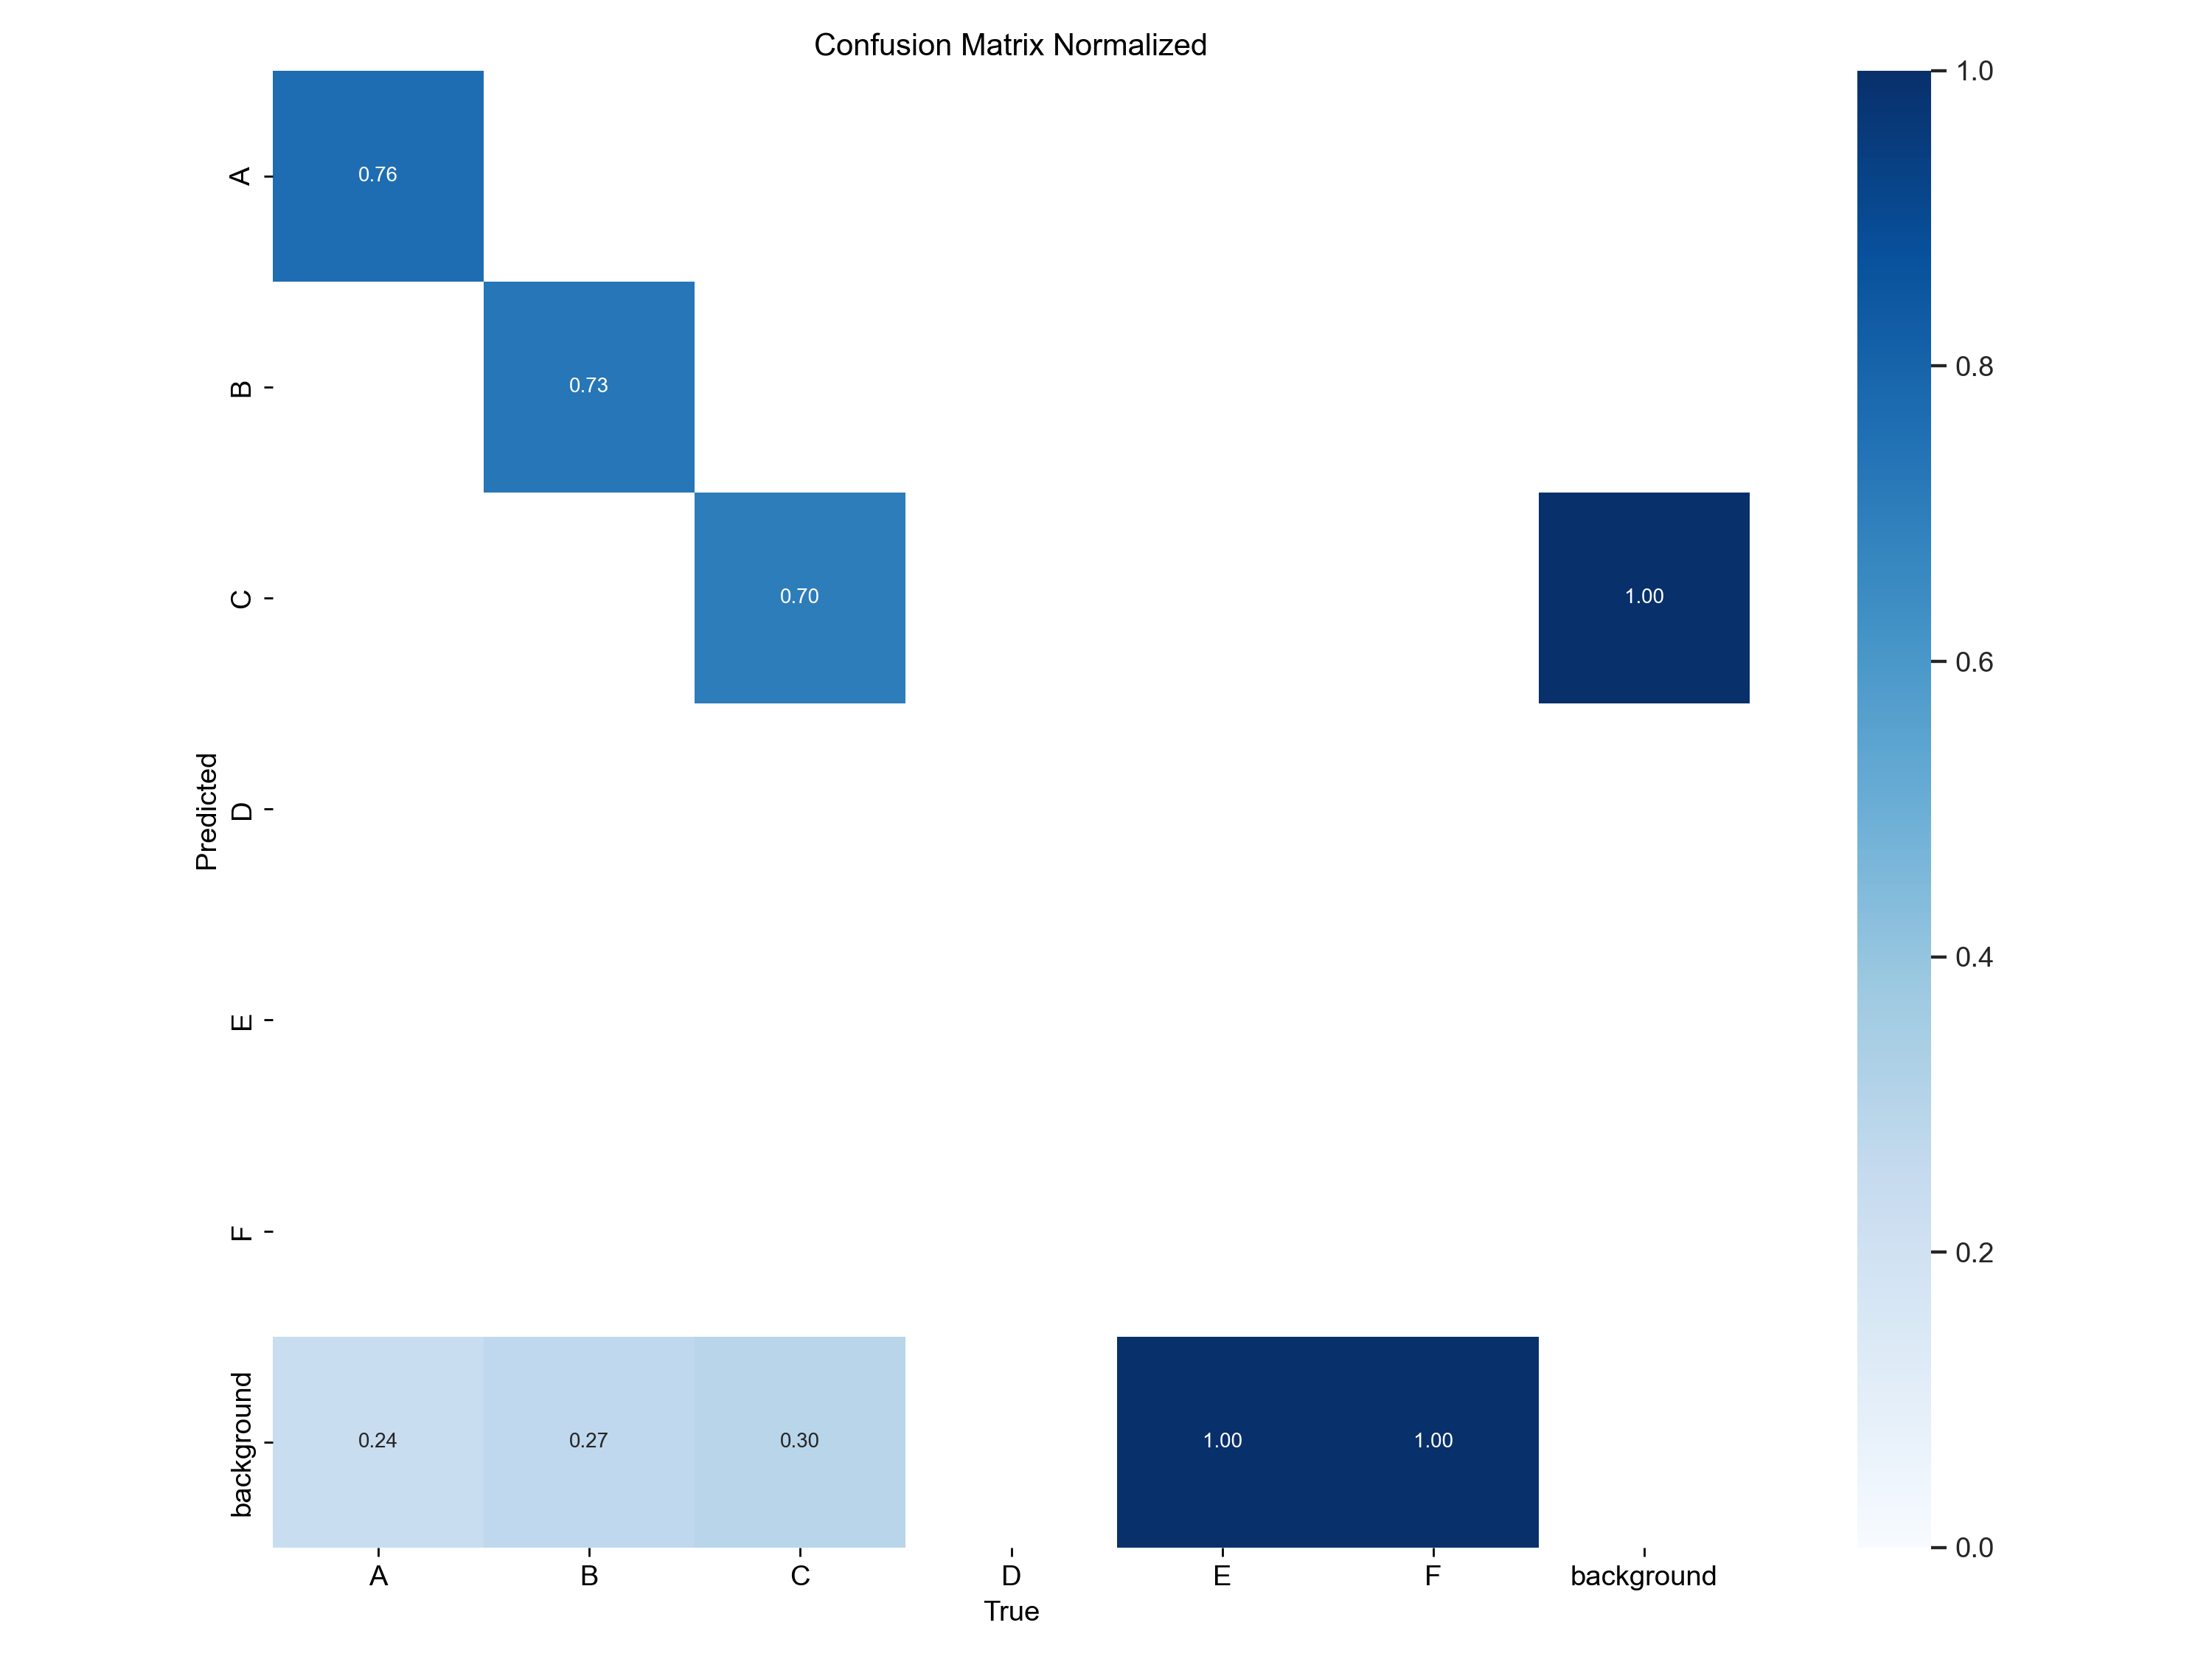 Confusion Matrix Normalized
1.0
A
0.76
0.8
B
0.73
C
0.70
1.00
0.6
Predicted
D
0.4
E
F
0.2
background
0.24
0.27
0.30
1.00
1.00
0.0
A
B
C
D
E
F
background
True